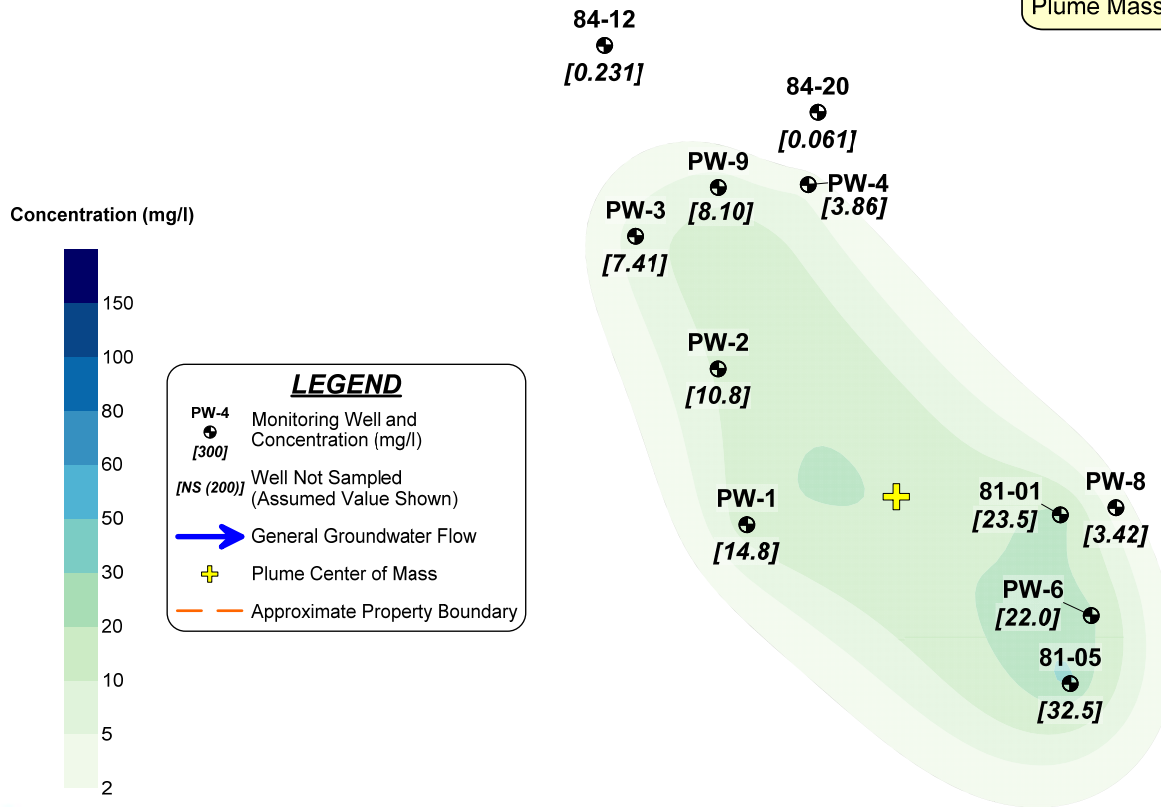 Plume Mass
84-12
[0.231]
84-20
[0.061]
PW-9
[8.10]
PW-4
[3.86]
PW-3
[7.41]
PW-2
[10.8]
PW-1
[14.8]
81-01
[23.5]
PW-8
[3.42]
PW-6
[22.0]
81-05
[32.5]
Concentration (mg/l)
150
100
80
60
50
30
20
10
5
2
LEGEND
PW-4
[300]
Monitoring Well and
Concentration (mg/l)
[NS (200)]
Well Not Sampled
(Assumed Value Shown)
General Groundwater Flow
Plume Center of Mass
Approximate Property Boundary